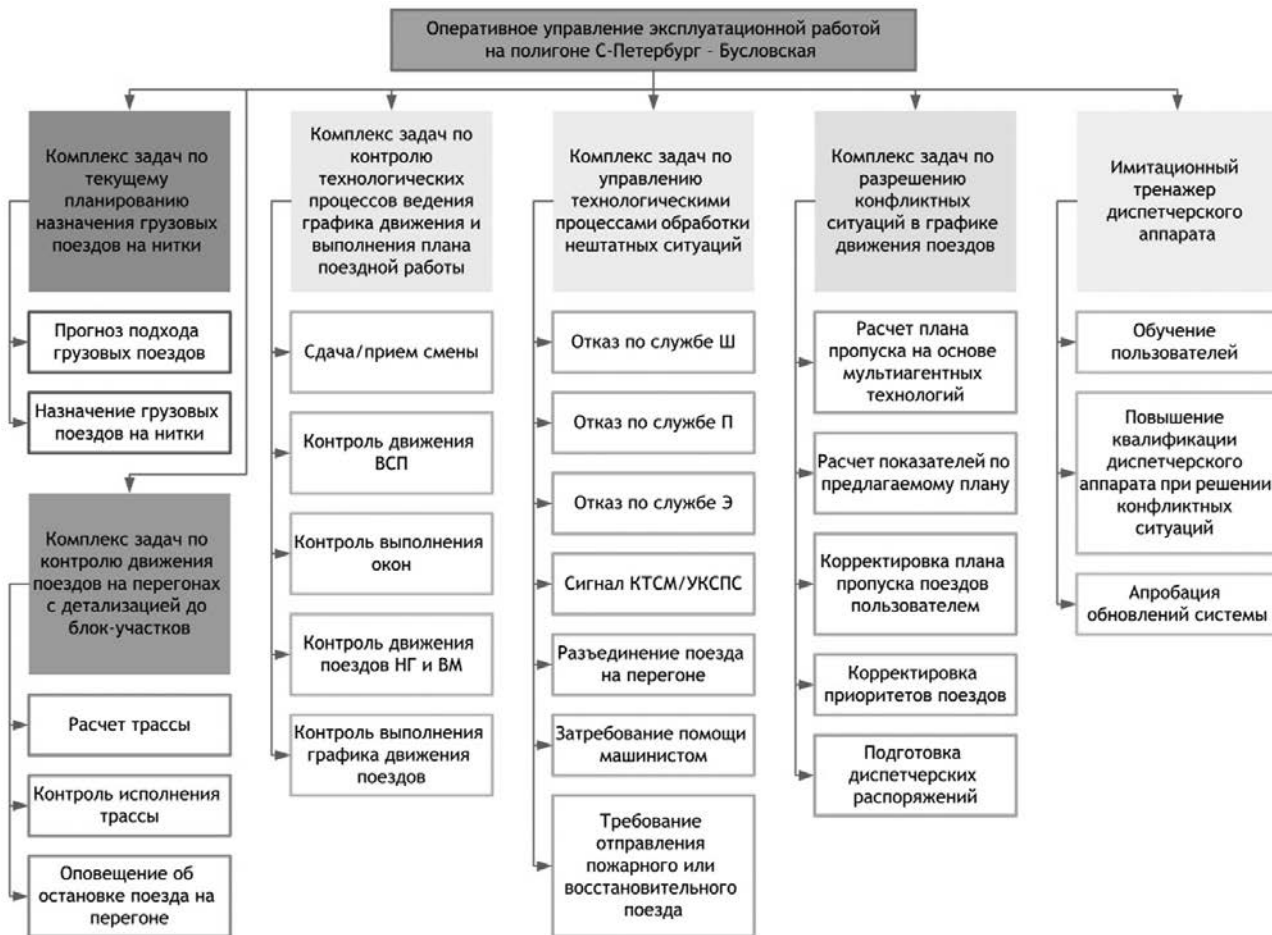 Оперативное управление эксплуатационной работой
на полигоне С-Петербург - Бусловская
Комплекс задач по
текущему
планированию
назначения грузовых
поездов на нитки
Прогноз подхода
грузовых поездов
Назначение грузовых
поездов на нитки
Комплекс задач по
контролю движения
поездов на перегонах
с детализацией до
блок-участков
Расчет трассы
Контроль исполнения
трассы
Оповещение об
остановке поезда на
перегоне
Комплекс задач по
контролю
технологических
процессов ведения
графика движения и
выполнения плана
поездной работы
Сдача/прием смены
Контроль движения
ВСП
Контроль выполнения
окон
Контроль движения
поездов НГ и ВМ
Контроль выполнения
графика движения
поездов
Комплекс задач по
управлению
технологическими
процессами обработки
нештатных ситуаций
Отказ по службе Ш
Отказ по службе П
Отказ по службе Э
Сигнал КТСМ/УКСПС
Разъединение поезда
на перегоне
Затребование помощи
машинистом
Требование
отправления
пожарного или
восстановительного
поезда
Комплекс задач по
разрешению
конфликтных
ситуаций в графике
движения поездов
Расчет плана
пропуска на основе
мультиагентных
технологий
Расчет показателей по
предлагаемому плану
Корректировка плана
пропуска поездов
пользователем
Корректировка
приоритетов поездов
Подготовка
диспетчерских
распоряжений
Имитационный
тренажер
диспетчерского
аппарата
Обучение
пользователей
Повышение
квалификации
диспетчерского
аппарата при решении
конфликтных
ситуаций
Апробация
обновлений системы